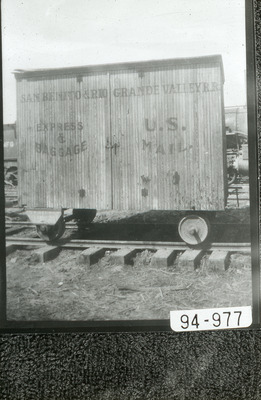 SAN BENITO & RIO GRANDE VALLEY R.R.
EXPRESS
&
BAGGAGE
U.S.
MAIL
94-977